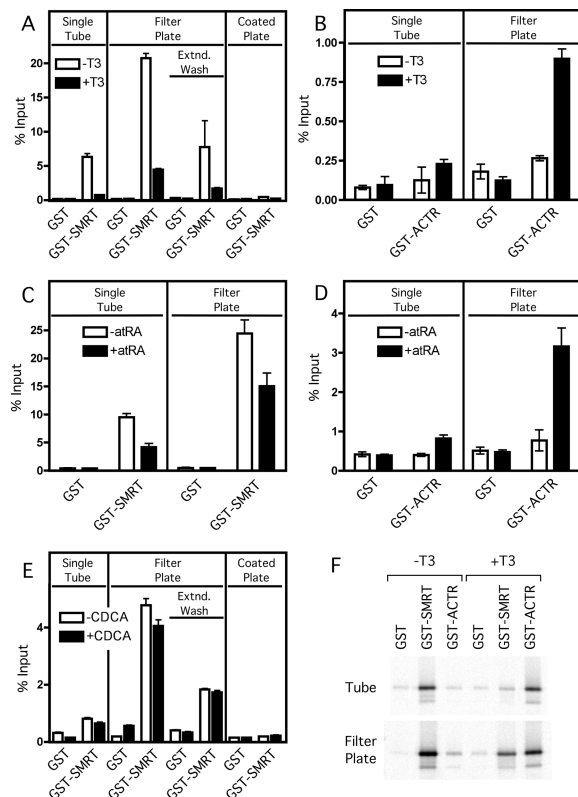 A
Single
Tube
Filter
Plate
Coated
Plate
Extnd.
Wash
-T3
+T3
% Input
20
15
10
5
0
GST
GST-SMRT
GST
GST-SMRT
GST
GST-SMRT
GST
GST-SMRT
B
Single
Tube
Filter
Plate
-T3
+T3
% Input
1.00
0.75
0.50
0.25
0.00
GST
GST-ACTR
GST
GST-ACTR
C
Single
Tube
Filter
Plate
-atRA
+atRA
% Input
25
20
15
10
5
0
GST
GST-SMRT
GST
GST-SMRT
D
Single
Tube
Filter
Plate
-atRA
+atRA
% Input
4
3
2
1
0
GST
GST-ACTR
GST
GST-ACTR
E
Single
Tube
Filter
Plate
Coated
Plate
Extnd.
Wash
-CDCA
+CDCA
% Input
4
2
0
GST
GST-SMRT
GST
GST-SMRT
GST
GST-SMRT
GST
GST-SMRT
F
-T3
+T3
GST
GST-SMRT
GST-ACTR
GST
GST-SMRT
GST-ACTR
Tube
Filter
Plate